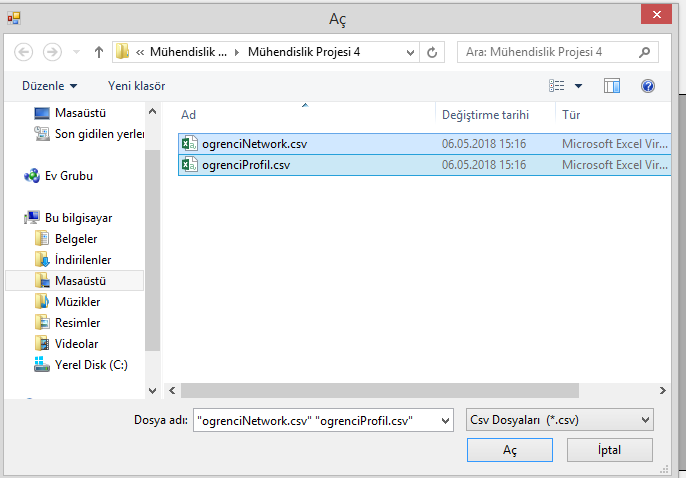 Aç
« Mühendislik ... Mühendislik Projesi 4
Ara: Mühendislik Projesi 4
Düzenle
Yeni klasör
Masaüstü
Son gidilen yerler
Ev Grubu
Bu bilgisayar
Belgeler
İndirilenler
Masaüstü
Müzikler
Resimler
Videolar
Yerel Disk (C:)
Ad Değiştirme tarihi Tür
ogrenciNetwork.csv 06.05.2018 15:16 Microsoft Excel Vir...
ogrenciProfil.csv 06.05.2018 15:16 Microsoft Excel Vir...
Dosya adı: "ogrenciNetwork.csv" "ogrenciProfil.csv"
Csv Dosyaları (*.csv)
Aç İptal